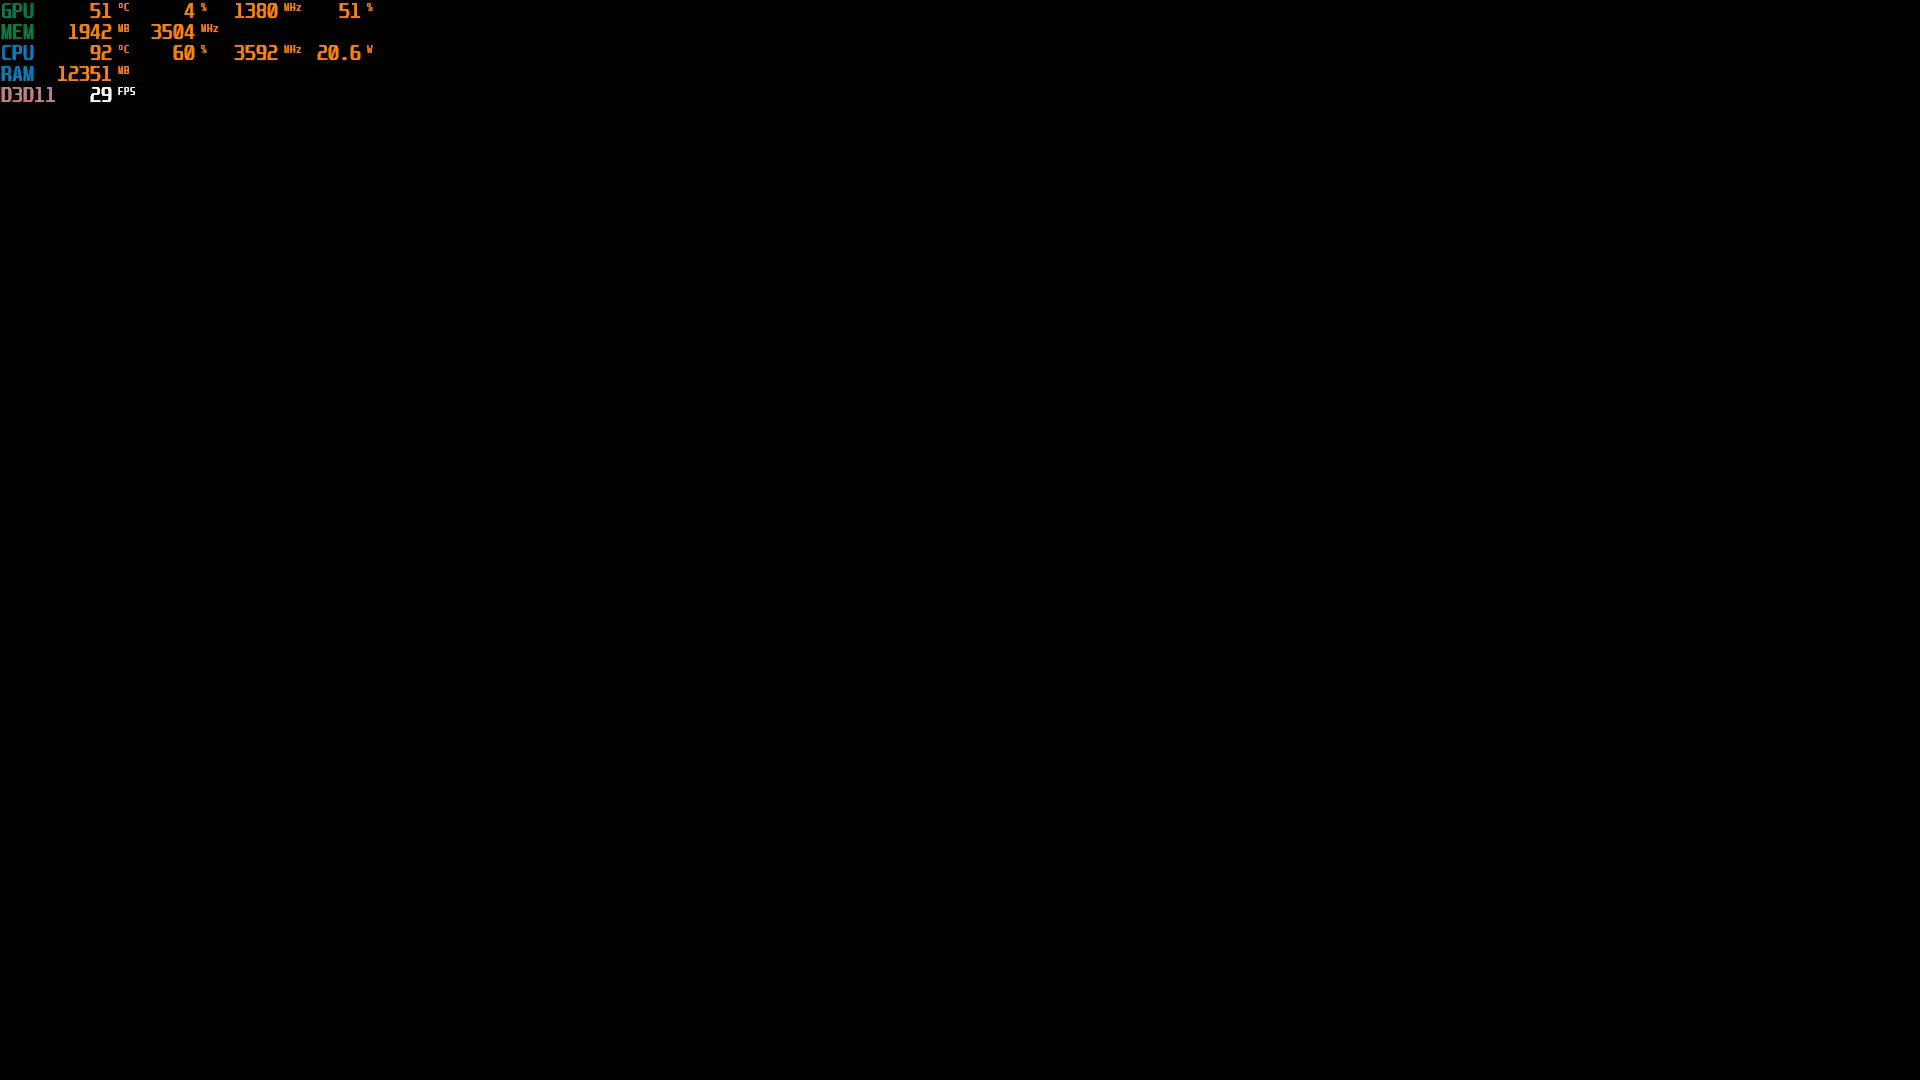 GPU 51 °C 4 % 1380 MHz 51 %
MEM 1942 MB 3504 MHz
CPU 92 °C 60 % 3592 MHz 20.6 W
RAM 12351 MB
D3D11 29 FPS